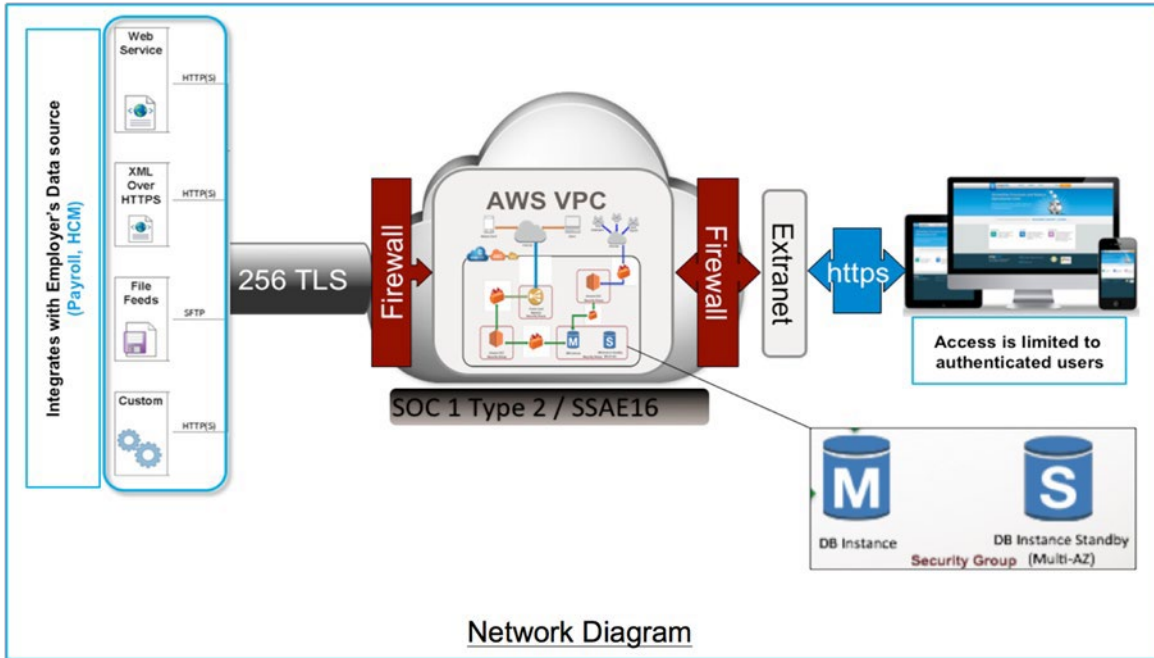 Integrates with Employer's Data source
(Payroll, HCM)
Web
Service
HTTP(S)
XML
Over
HTTPS
HTTP(S)
File
Feeds
SFTP
Custom
HTTP(S)
256 TLS
Firewall
AWS VPC
SOC 1 Type 2 / SSAE16
Firewall
Extranet
https
Access is limited to
authenticated users
M
S
M
DB Instance
S
DB Instance Standby
(Multi-AZ)
Security Group
Network Diagram